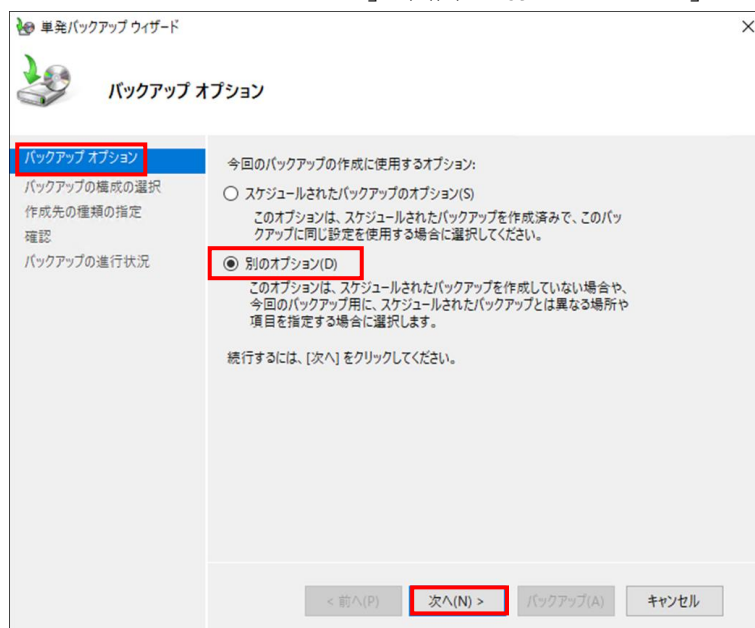 単発バックアップ ウィザード
バックアップ オプション
バックアップ オプション
バックアップの構成の選択
作成先の種類の指定
確認
バックアップの進行状況
今回のバックアップの作成に使用するオプション:
スケジュールされたバックアップのオプション(S)
このオプションは、スケジュールされたバックアップを作成済みで、このバッ
クアップに同じ設定を使用する場合に選択してください。
別のオプション(D)
このオプションは、スケジュールされたバックアップを作成していない場合や、
今回のバックアップ用に、スケジュールされたバックアップとは異なる場所や
項目を指定する場合に選択します。
続行するには、[次へ] をクリックしてください。
< 前へ(P)
次へ(N) >
バックアップ(A)
キャンセル